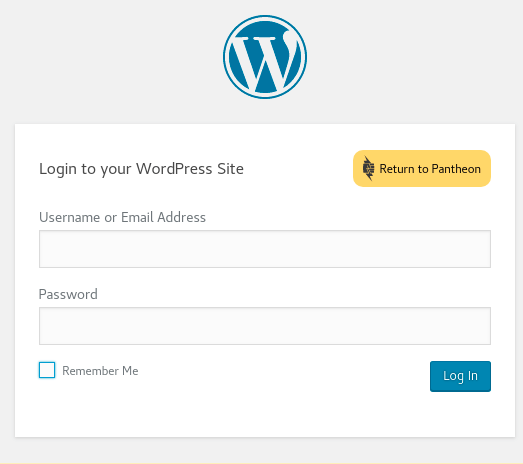 Login to your WordPress Site
Return to Pantheon
Username or Email Address
Password
Remember Me
Log In